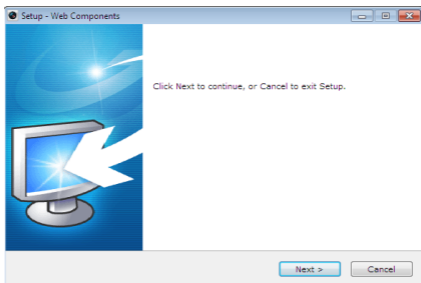 Setup - Web Components
Click Next to continue, or Cancel to exit Setup.
Next >
Cancel